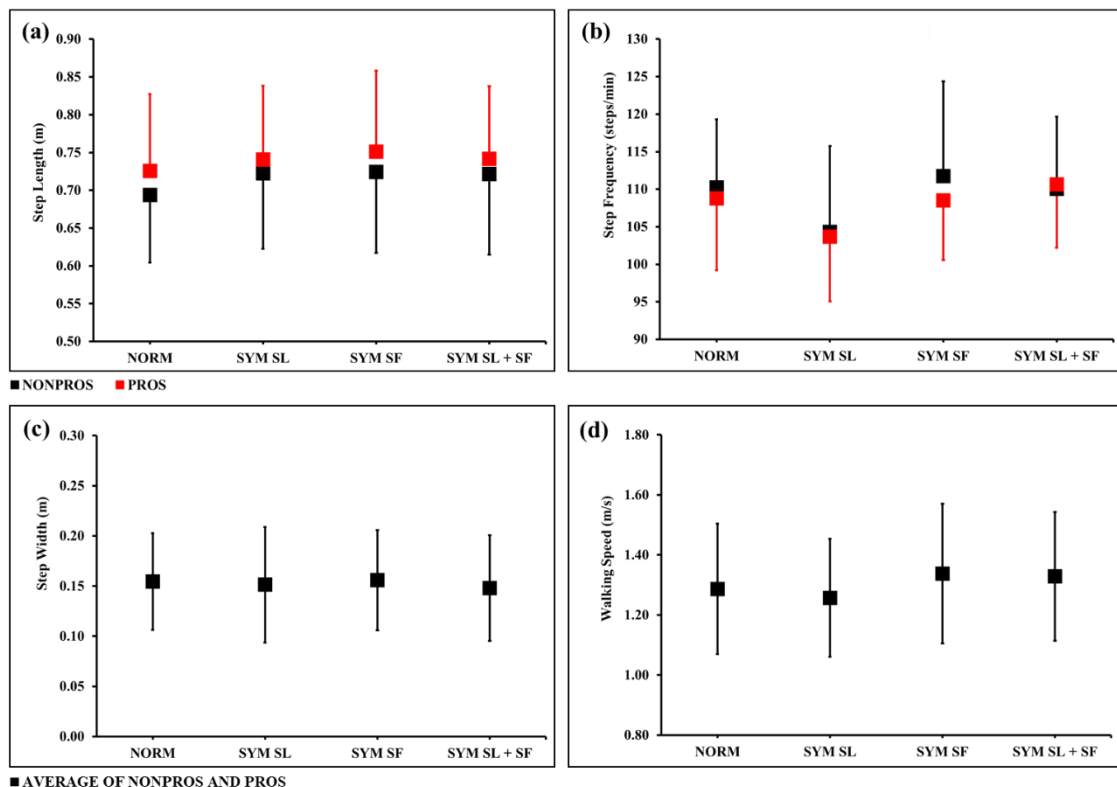 (a)
Step Length (m)
0.90
0.85
0.80
0.75
0.70
0.65
0.60
0.55
0.50
NORM SYM SL SYM SF SYM SL + SF
(b)
Step Frequency (steps/min)
130
125
120
115
110
105
100
95
90
NORM SYM SL SYM SF SYM SL + SF
NONPROS PROS
(c)
Step Width (m)
0.30
0.25
0.20
0.15
0.10
0.05
0.00
NORM SYM SL SYM SF SYM SL + SF
(d)
Walking Speed (m/s)
1.80
1.60
1.40
1.20
1.00
0.80
NORM SYM SL SYM SF SYM SL + SF
AVERAGE OF NONPROS AND PROS